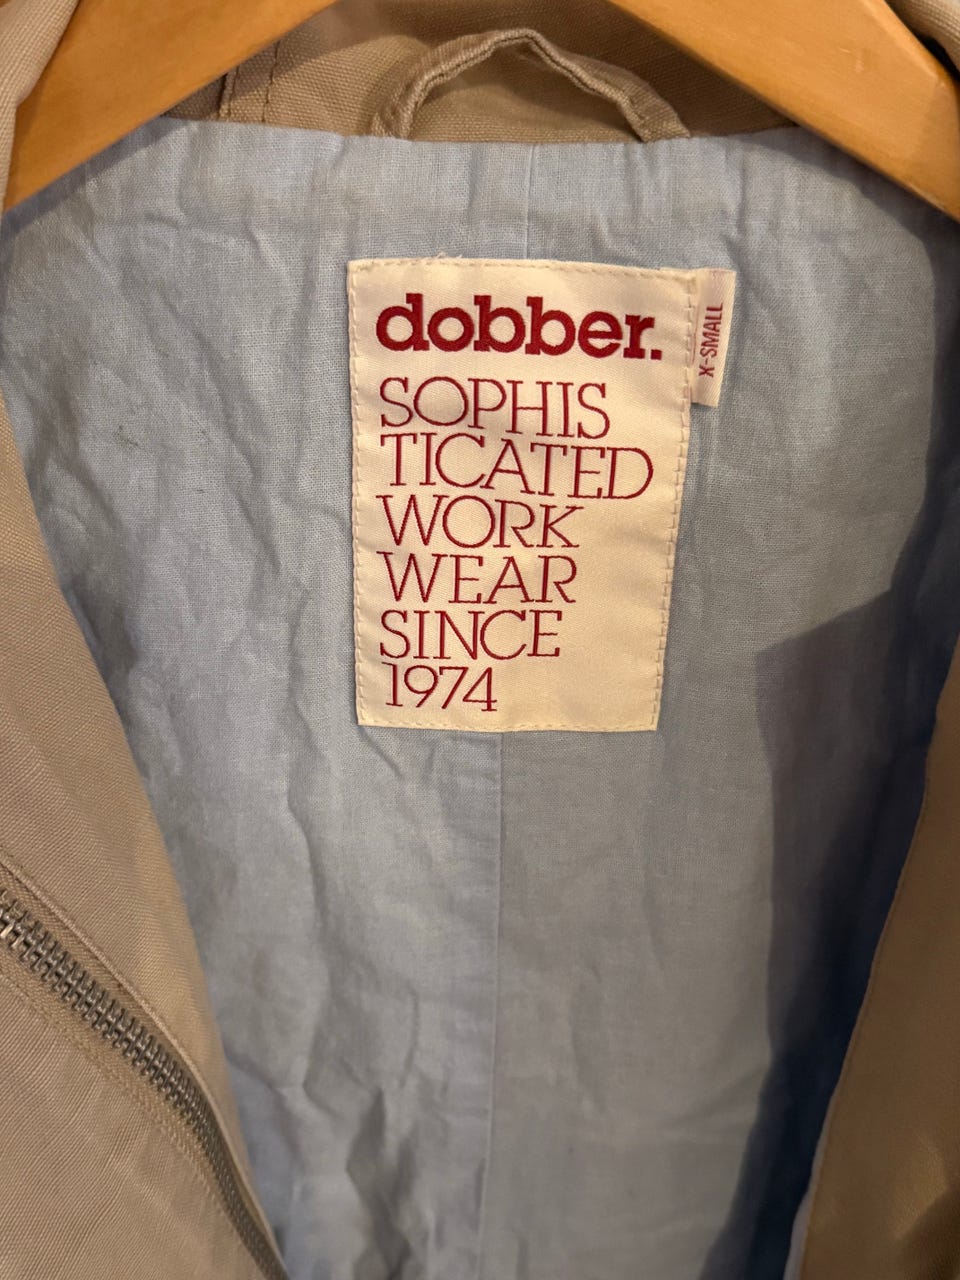 dobber.
SOPHIS
TICATED
WORK
WEAR
SINCE
1974
X-SMALL